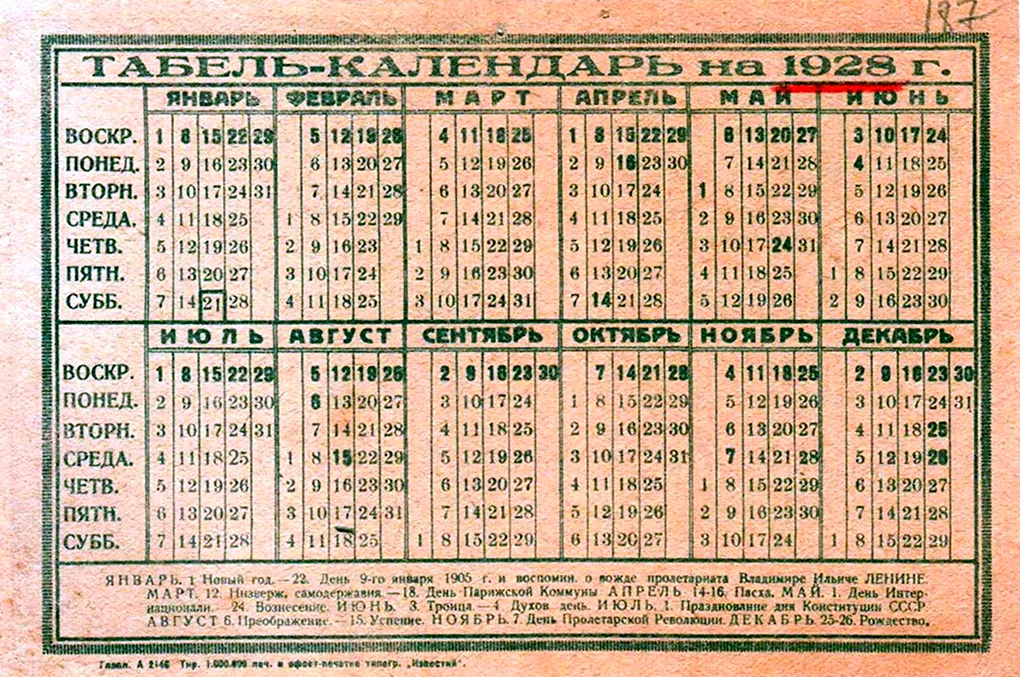 187
ТАБЕЛЬ-КАЛЕНДАРЬ на 1928 г.
ЯНВАРЬ ФЕВРАЛЬ МАРТ АПРЕЛЬ МАЙ ИЮНЬ
ВОСКР. 1 8 15 22 29 5 12 19 26 4 11 18 25 1 8 15 22 29 6 13 20 27 3 10 17 24
ПОНЕД. 2 9 16 23 30 6 13 20 27 5 12 19 26 2 9 16 23 30 7 14 21 28 4 11 18 25
ВТОРН. 3 10 17 24 31 7 14 21 28 6 13 20 27 3 10 17 24 1 8 15 22 29 5 12 19 26
СРЕДА. 4 11 18 25 1 8 15 22 29 7 14 21 28 4 11 18 25 2 9 16 23 30 6 13 20 27
ЧЕТВ. 5 12 19 26 2 9 16 23 1 8 15 22 29 5 12 19 26 3 10 17 24 31 7 14 21 28
ПЯТН. 6 13 20 27 3 10 17 24 2 9 16 23 30 6 13 20 27 4 11 18 25 1 8 15 22 29
СУББ. 7 14 21 28 4 11 18 25 3 10 17 24 31 7 14 21 28 5 12 19 26 2 9 16 23 30
ИЮЛЬ АВГУСТ СЕНТЯБРЬ ОКТЯБРЬ НОЯБРЬ ДЕКАБРЬ
ВОСКР. 1 8 15 22 29 5 12 19 26 2 9 16 23 30 7 14 21 28 4 11 18 25 2 9 16 23 30
ПОНЕД. 2 9 16 23 30 6 13 20 27 3 10 17 24 1 8 15 22 29 5 12 19 26 3 10 17 24 31
ВТОРН. 3 10 17 24 31 7 14 21 28 4 11 18 25 2 9 16 23 30 6 13 20 27 4 11 18 25
СРЕДА. 4 11 18 25 1 8 15 22 29 5 12 19 26 3 10 17 24 31 7 14 21 28 5 12 19 26
ЧЕТВ. 5 12 19 26 2 9 16 23 30 6 13 20 27 4 11 18 25 1 8 15 22 29 6 13 20 27
ПЯТН. 6 13 20 27 3 10 17 24 31 7 14 21 28 5 12 19 26 2 9 16 23 30 7 14 21 28
СУББ. 7 14 21 28 4 11 18 25 1 8 15 22 29 6 13 20 27 3 10 17 24 1 8 15 22 29
ЯНВАРЬ. 1 Новый год. — 22. День 9-го января 1905 г. и воспомин. о вожде пролетариата Владимире Ильиче ЛЕНИНЕ.
МАРТ. 12. Низверж. самодержавия. — 18. День Парижской Коммуны АПРЕЛЬ. 14-16. Пасха. МАЙ. 1. День Интер-
национали. 24. Вознесение. ИЮНЬ. 3. Троица. — 4. Духов день. ИЮЛЬ. 1. Празднование дня Конституции СССР.
АВГУСТ 6. Преображение. — 15. Успение. НОЯБРЬ. 7. День Пролетарской Революции. ДЕКАБРЬ. 25-26. Рождество.
Главл. А 2146 Тир. 1.000.000 печ. в офсет-печатне типогр. „Известий".